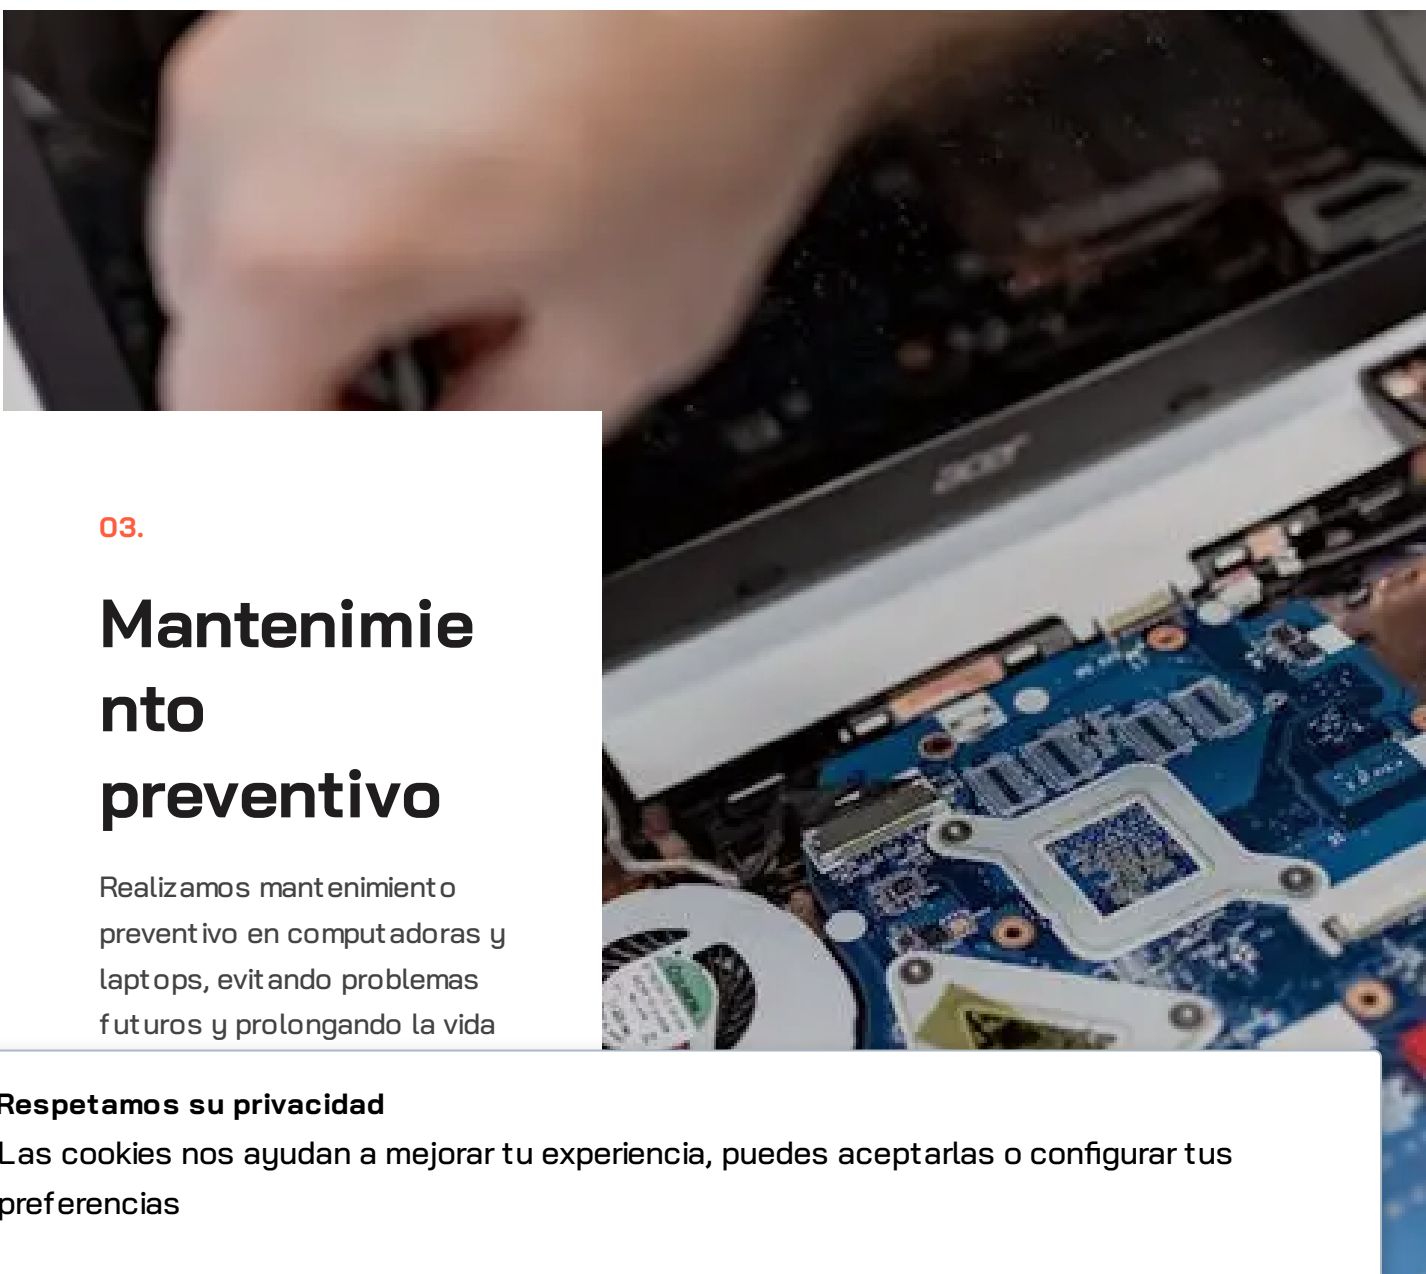 acer
03.
Mantenimie
nto
preventivo
Realizamos mantenimiento
preventivo en computadoras y
laptops, evitando problemas
futuros y prolongando la vida
Respetamos su privacidad
Las cookies nos ayudan a mejorar tu experiencia, puedes aceptarlas o configurar tus
preferencias